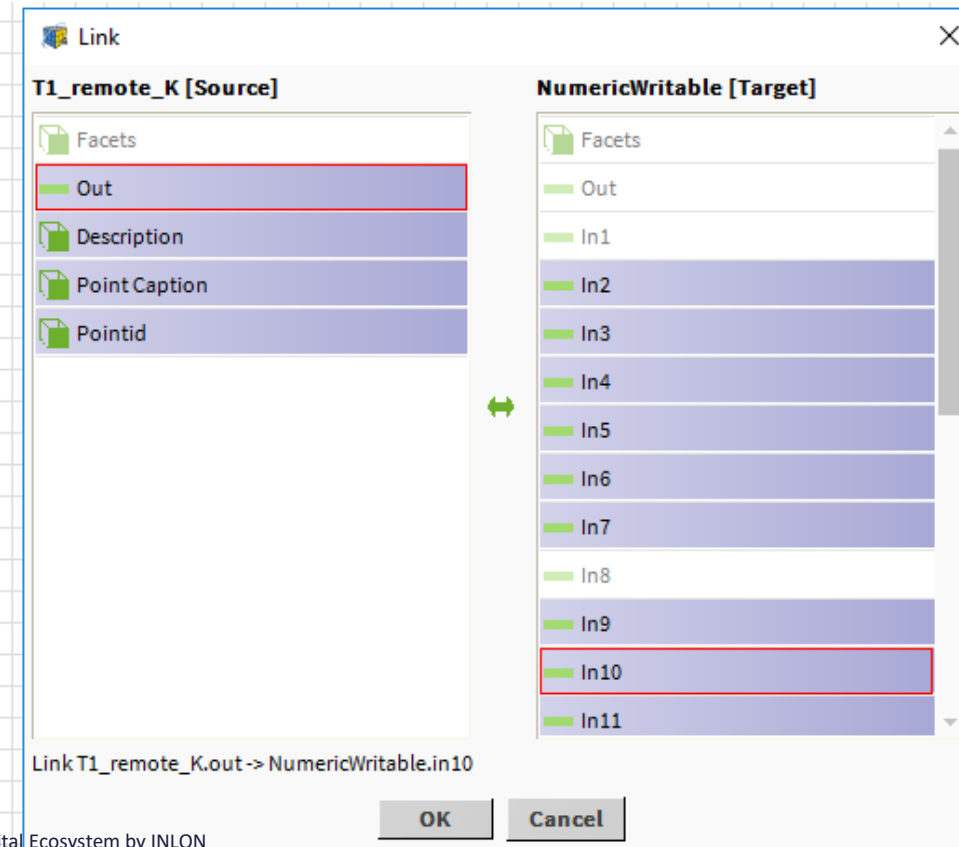 Link
T1_remote_K [Source]
Facets
Out
Description
Point Caption
Pointid
NumericWritable [Target]
Facets
Out
In1
In2
In3
In4
In5
In6
In7
In8
In9
In10
In11
Link T1_remote_K.out -> NumericWritable.in10
OK
Cancel
ital Ecosystem by INLON